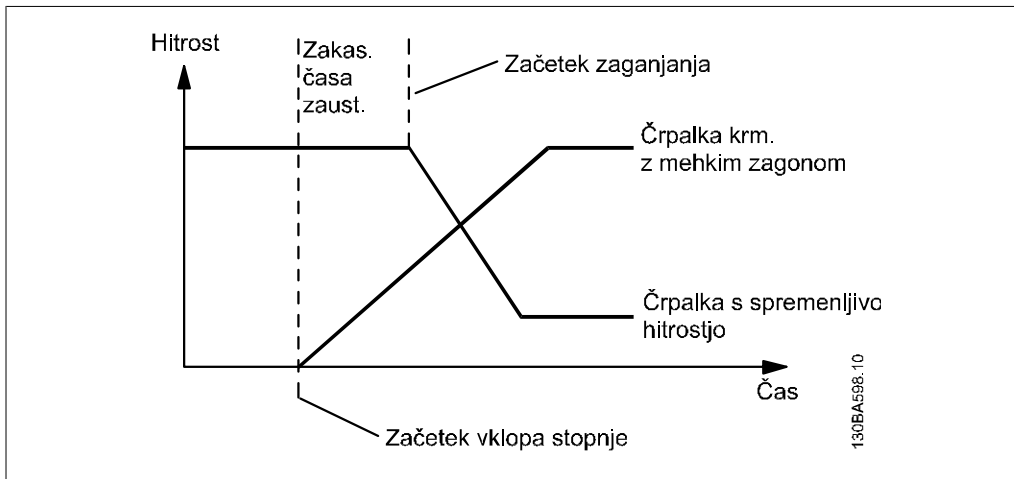 Hitrost
Zakas.
časa
zaust.
Začetek zaganjanja
Črpalka krm.
z mehkim zagonom
Črpalka s spremenljivo
hitrostjo
Čas
Začetek vklopa stopnje
130BA598.10